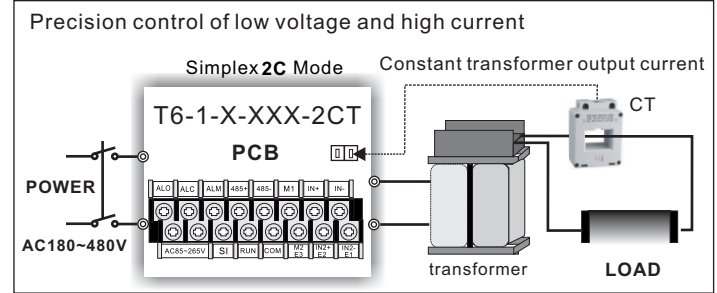 Precision control of low voltage and high current
Simplex 2C Mode
Constant transformer output current
T6-1-X-XXX-2CT
CT
PCB
POWER
ALO ALC ALM 485+ 485- M1 IN+ IN-
AC85~265V SI RUN COM M2 E3 IN2+ E2 IN2- E1
AC180~480V
transformer
LOAD